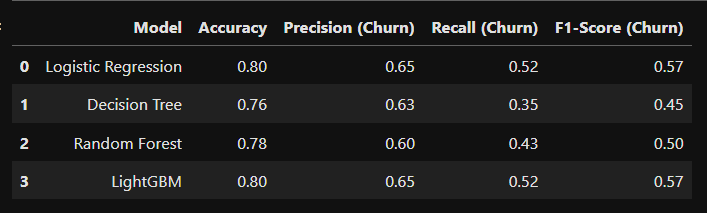 Model Accuracy Precision (Churn) Recall (Churn) F1-Score (Churn)
0 Logistic Regression 0.80 0.65 0.52 0.57
1 Decision Tree 0.76 0.63 0.35 0.45
2 Random Forest 0.78 0.60 0.43 0.50
3 LightGBM 0.80 0.65 0.52 0.57